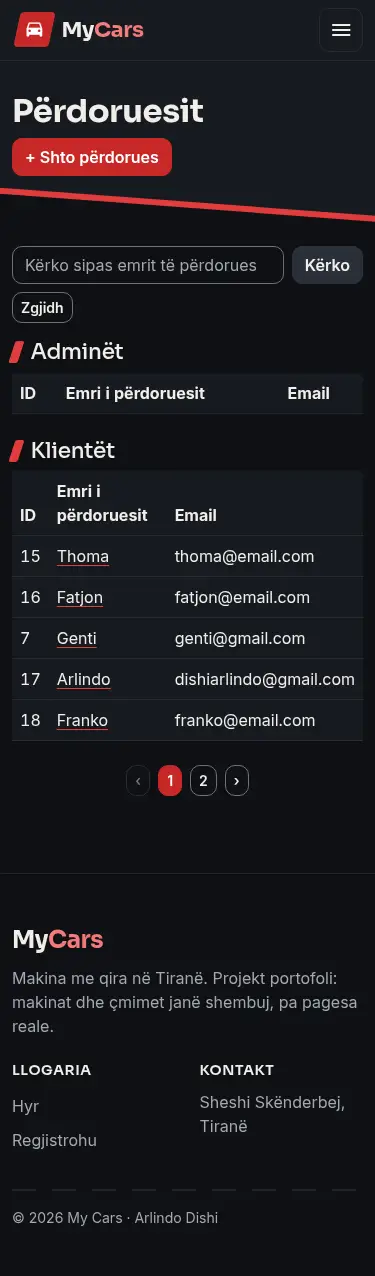 MyCars
Përdoruesit
+ Shto përdorues
Kërko sipas emrit të përdorues
Kërko
Zgjidh
Adminët
ID Emri i përdoruesit Email
Klientët
ID Emri i përdoruesit Email
15 Thoma thoma@email.com
16 Fatjon fatjon@email.com
7 Genti genti@gmail.com
17 Arlindo dishiarlindo@gmail.com
18 Franko franko@email.com
‹ 1 2 ›
MyCars
Makina me qira në Tiranë. Projekt portofoli:
makinat dhe çmimet janë shembuj, pa pagesa
reale.
LLOGARIA
Hyr
Regjistrohu
KONTAKT
Sheshi Skënderbej,
Tiranë
© 2026 My Cars · Arlindo Dishi